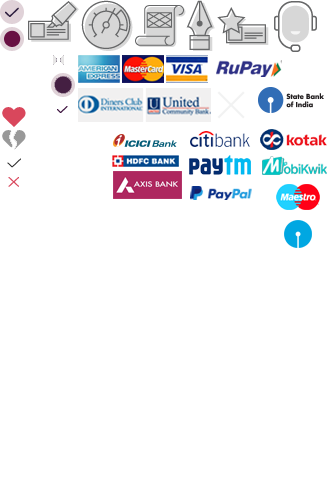 AMERICAN EXPRESS
MasterCard
VISA
RuPay
Diners Club
INTERNATIONAL
United
Community Bank
State Bank
of India
ICICI Bank
citibank
kotak
HDFC BANK
paytm
MobiKwik
AXIS BANK
PayPal
Maestro